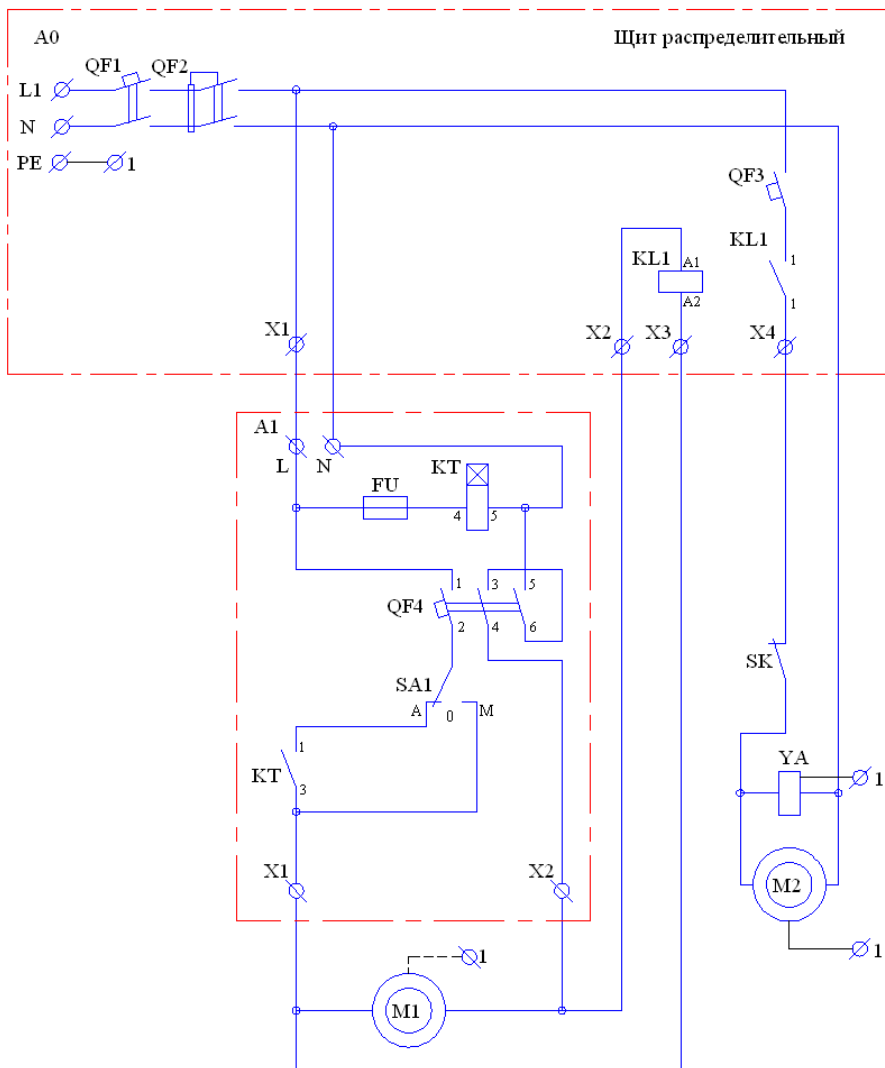 A0 Щит распределительный
QF1 QF2
L1
N
PE 1
QF3
KL1 KL1
A1 1
A2 1
X1 X2 X3 X4
A1
L N KT
FU
4 5
1 3 5
QF4
2 4 6
SK
SA1
A 0 M
1 YA 1
KT
3
X1 X2 M2
1 1
M1